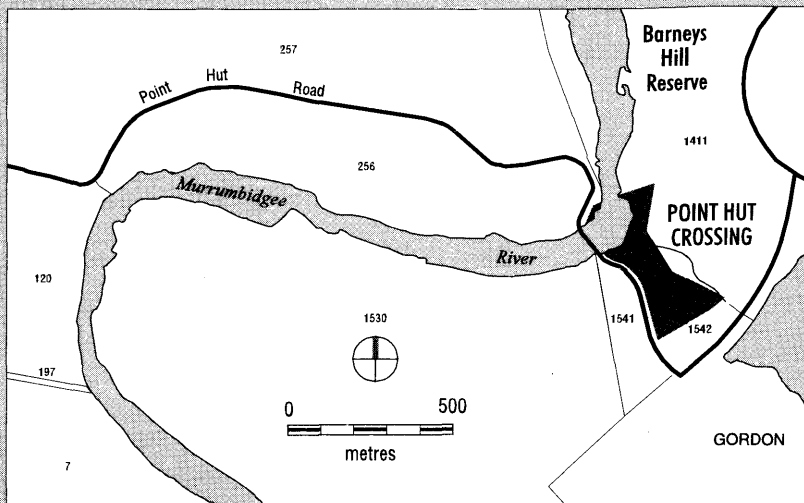 257
Barneys
Hill
Reserve
Point Hut Road
256
1411
Murrumbidgee
POINT HUT
CROSSING
River
120
1530
1541
1542
197
0 500
metres
GORDON
7